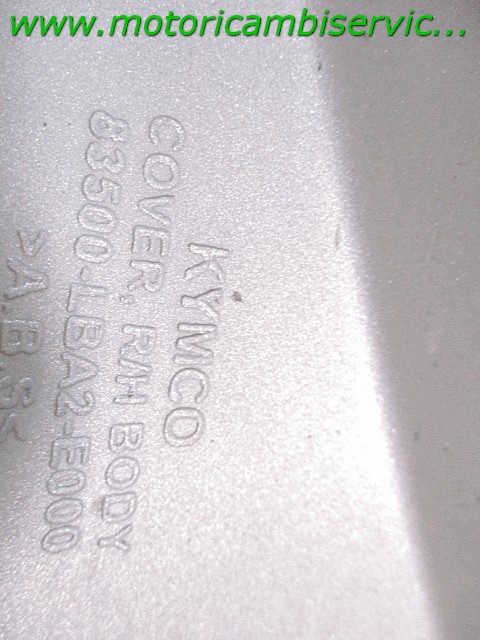 www.motoricambiservic...
KYMCO
COVER, R/H BODY
83500-LBA2-E000
>A.B.S<